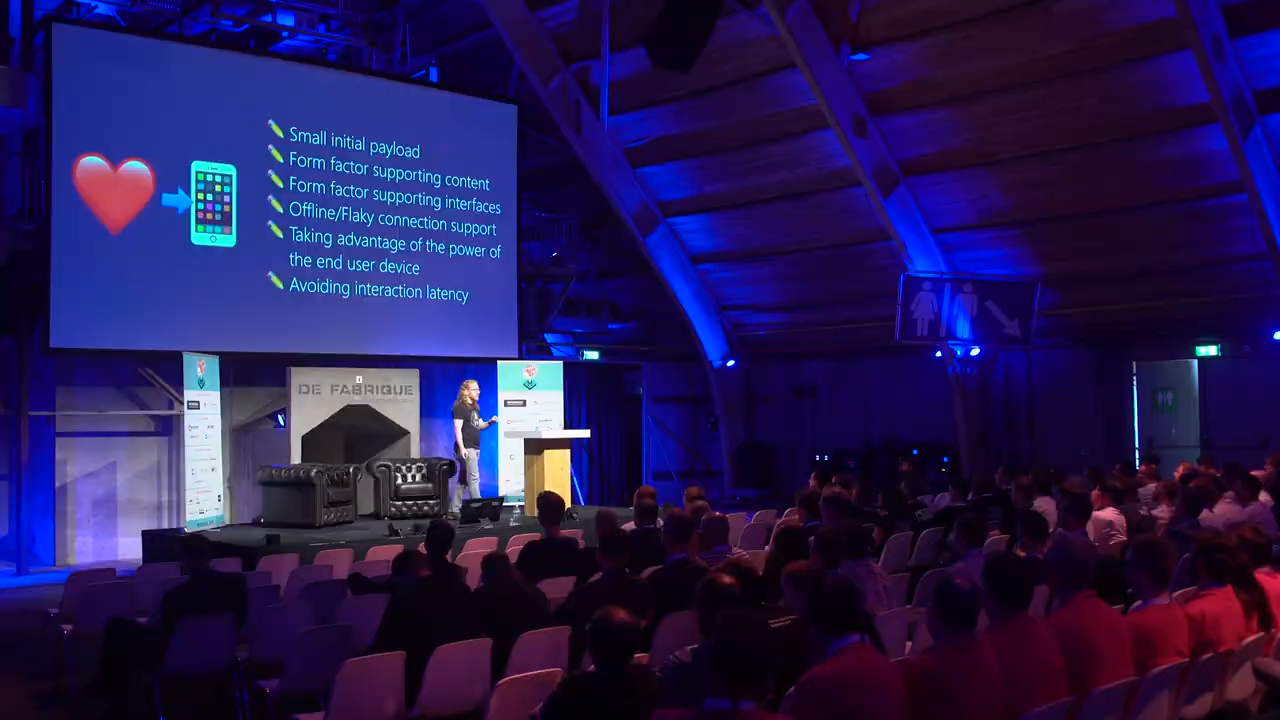 Small initial payload
Form factor supporting content
Form factor supporting interfaces
Offline/Flaky connection support
Taking advantage of the power of
the end user device
Avoiding interaction latency
DE FABRIQUE